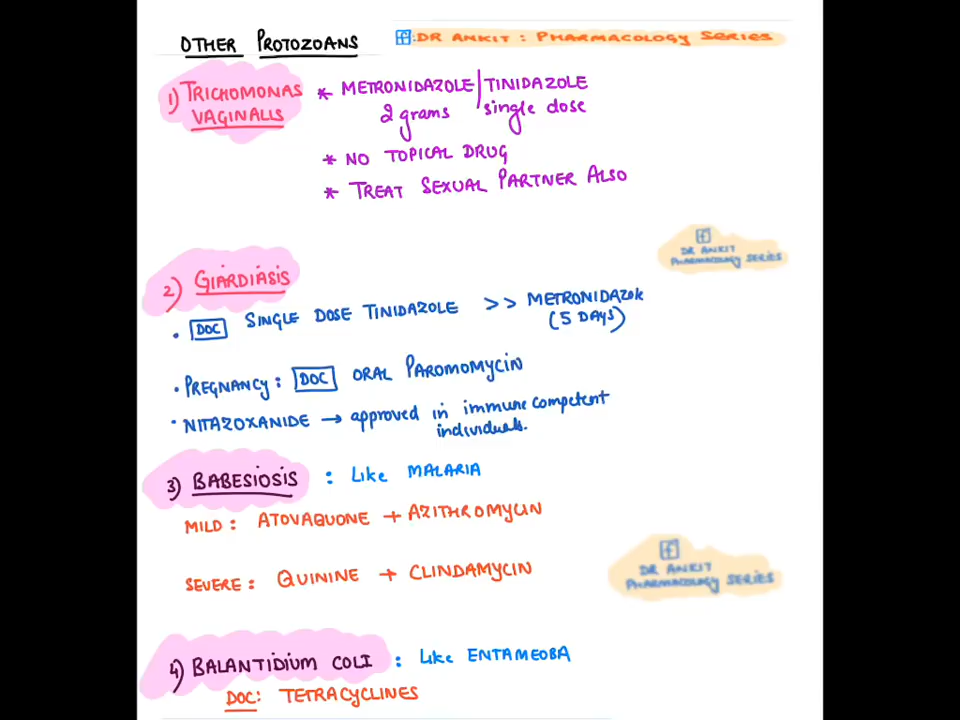 OTHER PROTOZOANS
f:DR ANKIT : PHARMACOLOGY SERIES
1) TRICHOMONAS VAGINALIS
* METRONIDAZOLE / TINIDAZOLE
2 grams single dose
* NO TOPICAL DRUG
* TREAT SEXUAL PARTNER ALSO
f
DR ANKIT
PHARMACOLOGY SERIES
2) GIARDIASIS
• DOC SINGLE DOSE TINIDAZOLE >> METRONIDAZOLE
(5 DAYS)
• PREGNANCY: DOC ORAL PAROMOMYCIN
• NITAZOXANIDE → approved in immune competent
individuals.
3) BABESIOSIS : Like MALARIA
MILD : ATOVAQUONE + AZITHROMYCIN
f
DR ANKIT
PHARMACOLOGY SERIES
SEVERE : QUININE + CLINDAMYCIN
4) BALANTIDIUM COLI : Like ENTAMEOBA
DOC: TETRACYCLINES